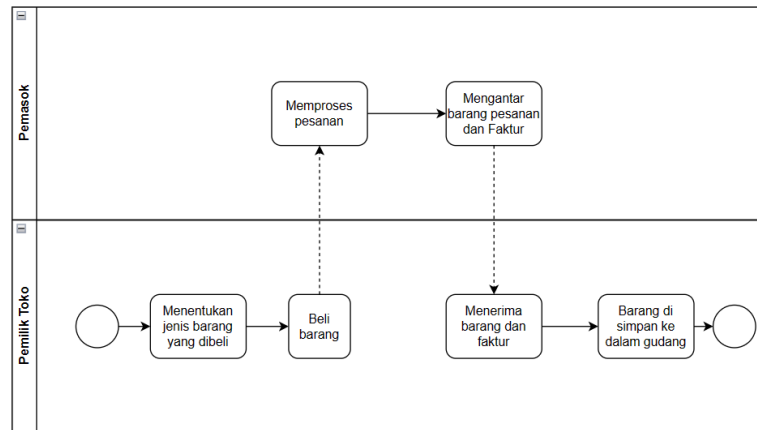 Pemasok
Memproses
pesanan
Mengantar
barang pesanan
dan Faktur
Pemilik Toko
Menentukan
jenis barang
yang dibeli
Beli
barang
Menerima
barang dan
faktur
Barang di
simpan ke
dalam gudang